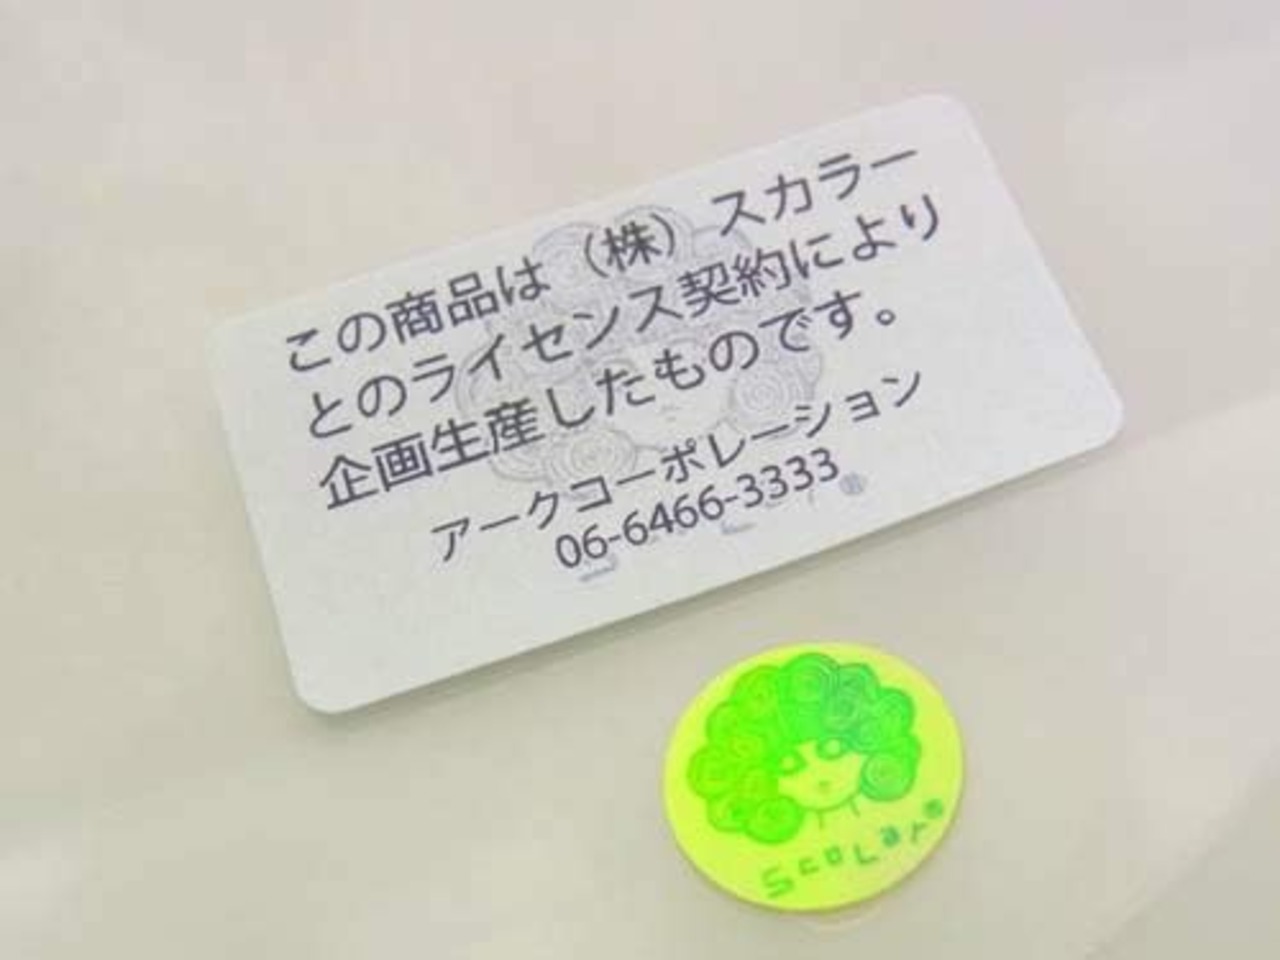 この商品は（株）スカラー
とのライセンス契約により
企画生産したものです。
アークコーポレーション
06-6466-3333
ScoLar